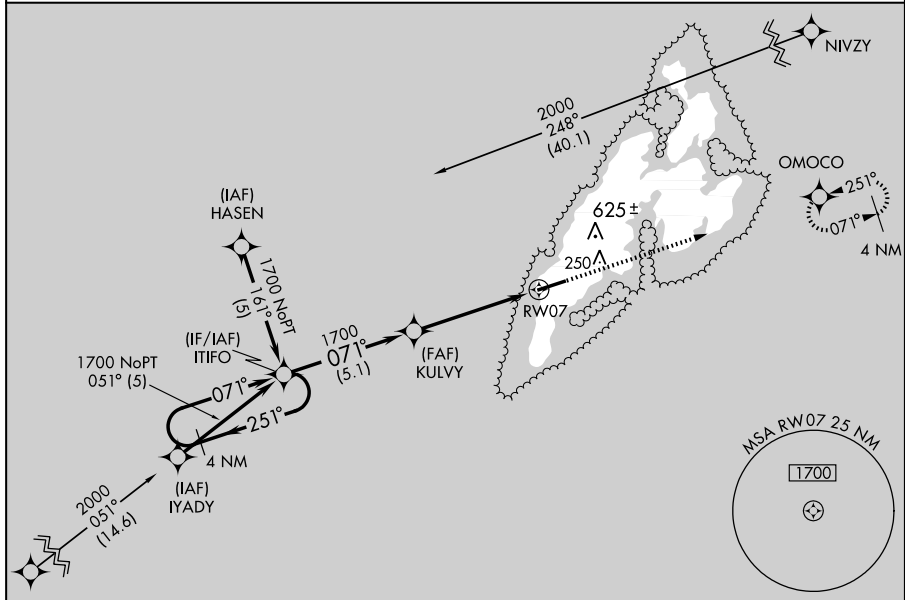 NIVZY
2000
248°
(40.1)
OMOCO
251°
071°
4 NM
(IAF)
HASEN
1700 NoPT
161°
(5)
625±
250
RW07
(IF/IAF)
ITIFO
1700
071°
(5.1)
(FAF)
KULVY
1700 NoPT
051° (5)
071°
251°
4 NM
(IAF)
IYADY
2000
051°
(14.6)
MSA RW07 25 NM
1700